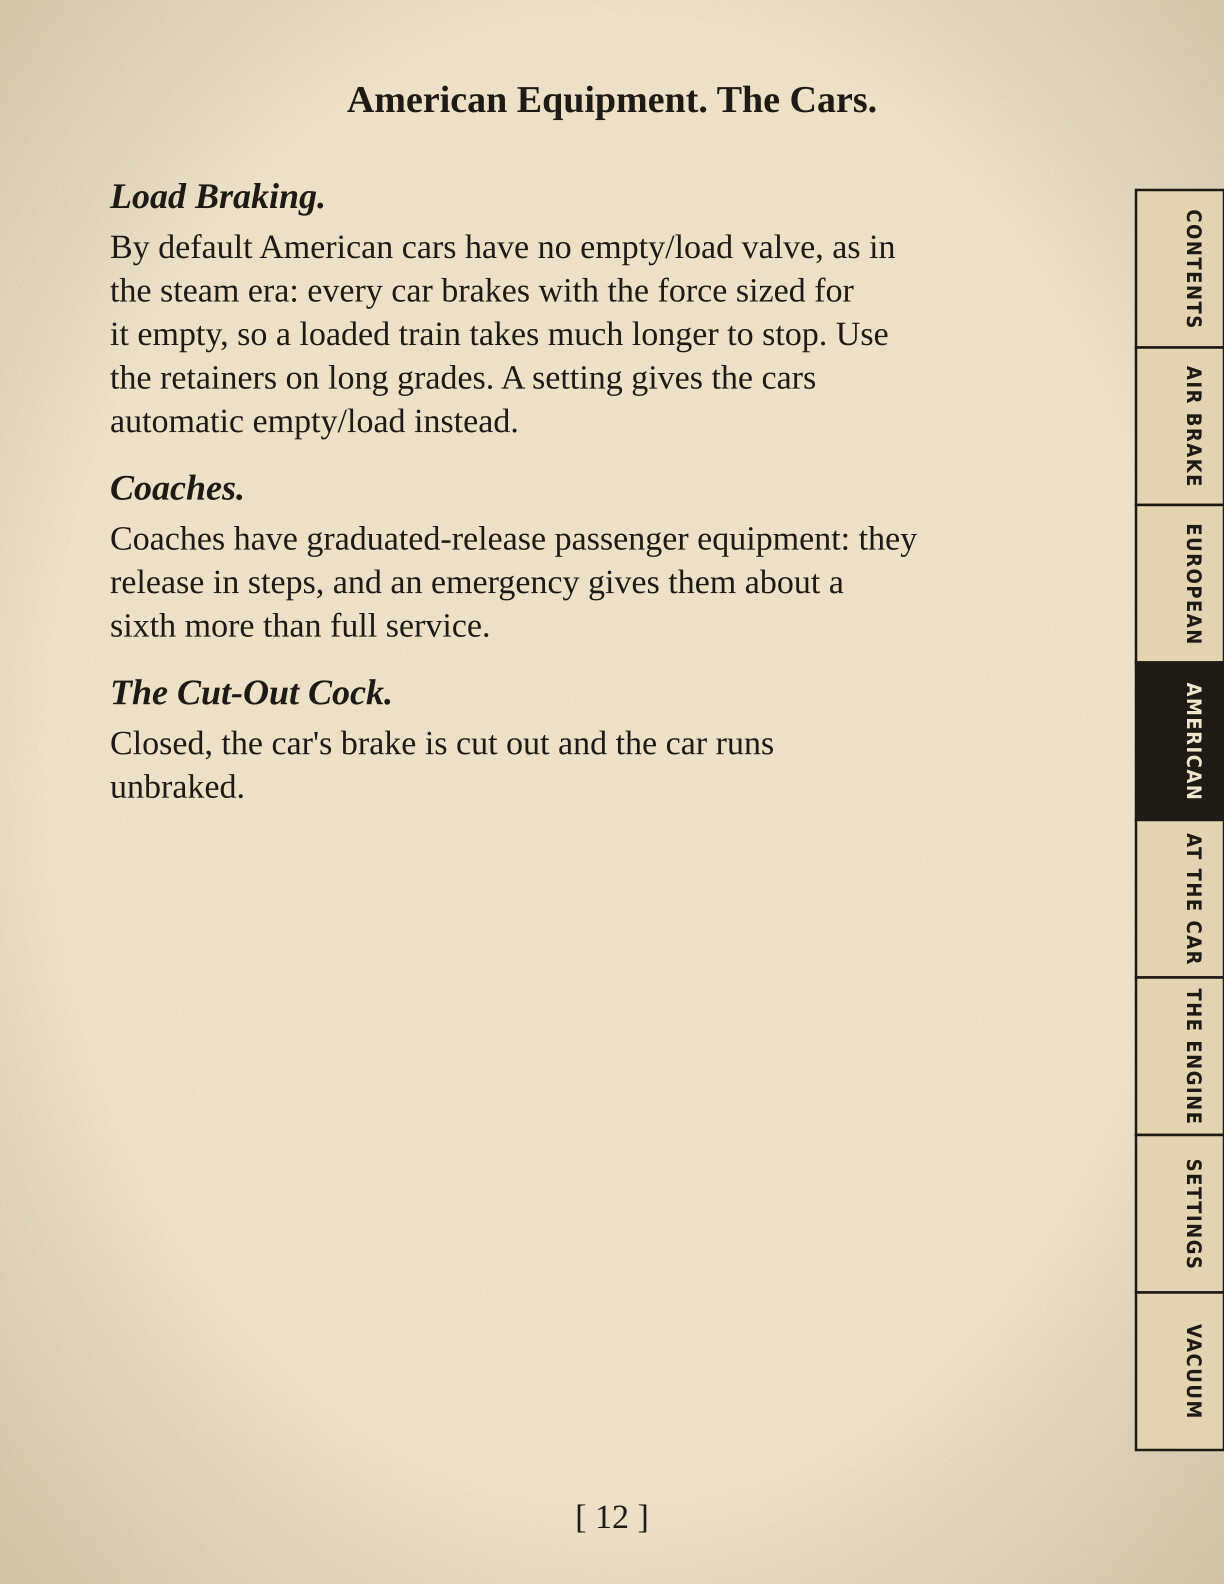 American Equipment. The Cars.
Load Braking.
By default American cars have no empty/load valve, as in
the steam era: every car brakes with the force sized for
it empty, so a loaded train takes much longer to stop. Use
the retainers on long grades. A setting gives the cars
automatic empty/load instead.
Coaches.
Coaches have graduated-release passenger equipment: they
release in steps, and an emergency gives them about a
sixth more than full service.
The Cut-Out Cock.
Closed, the car's brake is cut out and the car runs
unbraked.
CONTENTS
AIR BRAKE
EUROPEAN
AMERICAN
AT THE CAR
THE ENGINE
SETTINGS
VACUUM
[ 12 ]